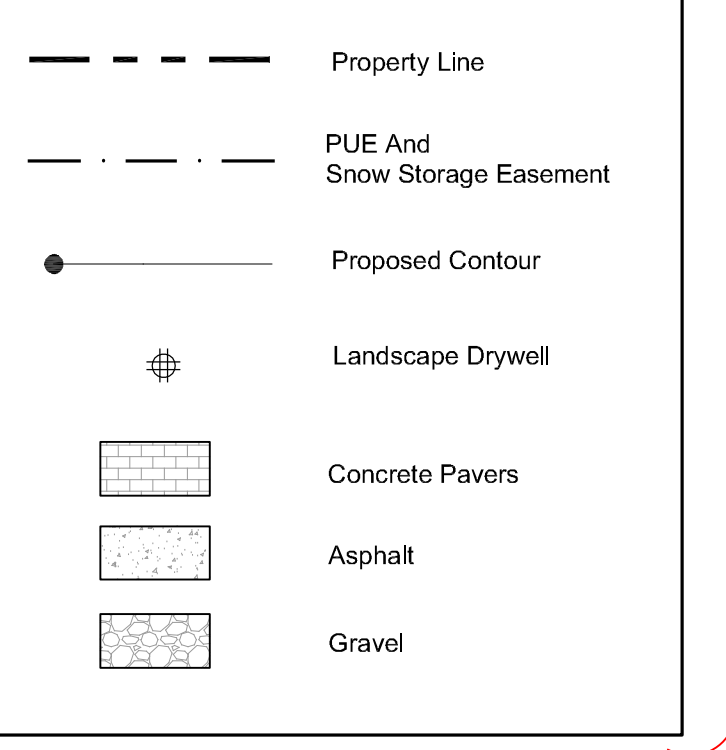 Property Line
PUE And
Snow Storage Easement
Proposed Contour
Landscape Drywell
Concrete Pavers
Asphalt
Gravel